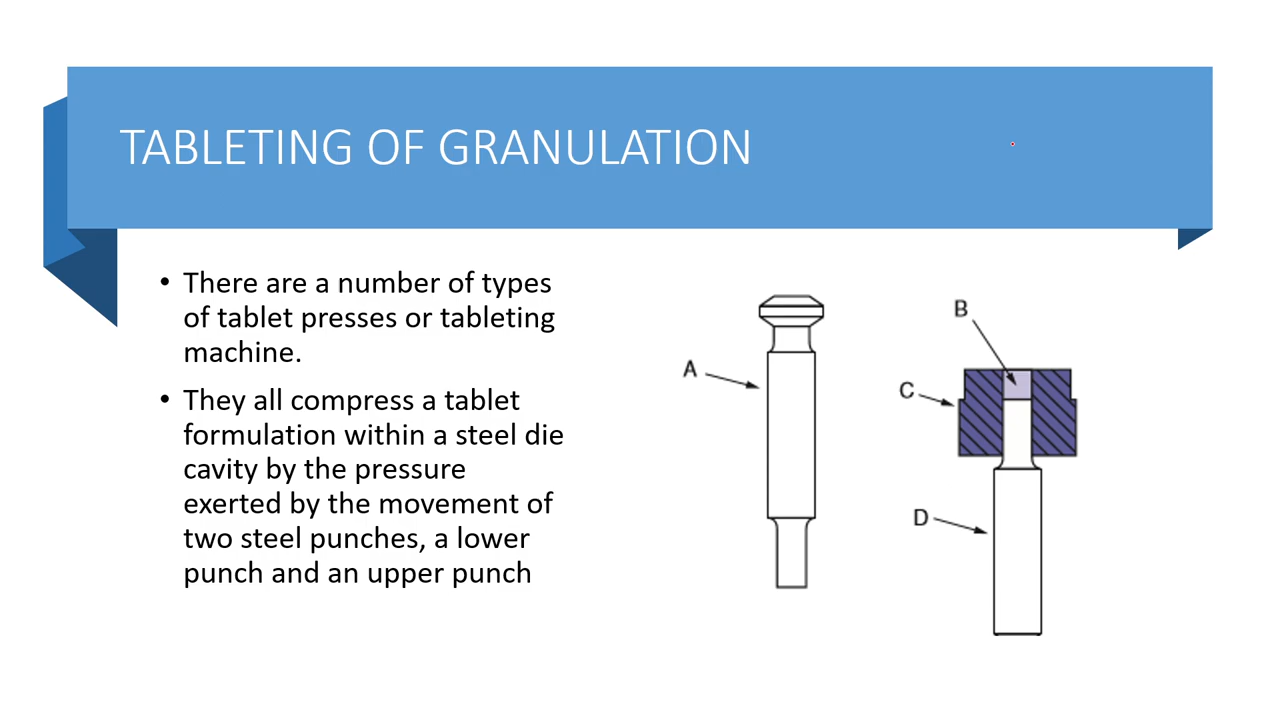 TABLETING OF GRANULATION
• There are a number of types
of tablet presses or tableting
machine.
• They all compress a tablet
formulation within a steel die
cavity by the pressure
exerted by the movement of
two steel punches, a lower
punch and an upper punch
A
B
C
D